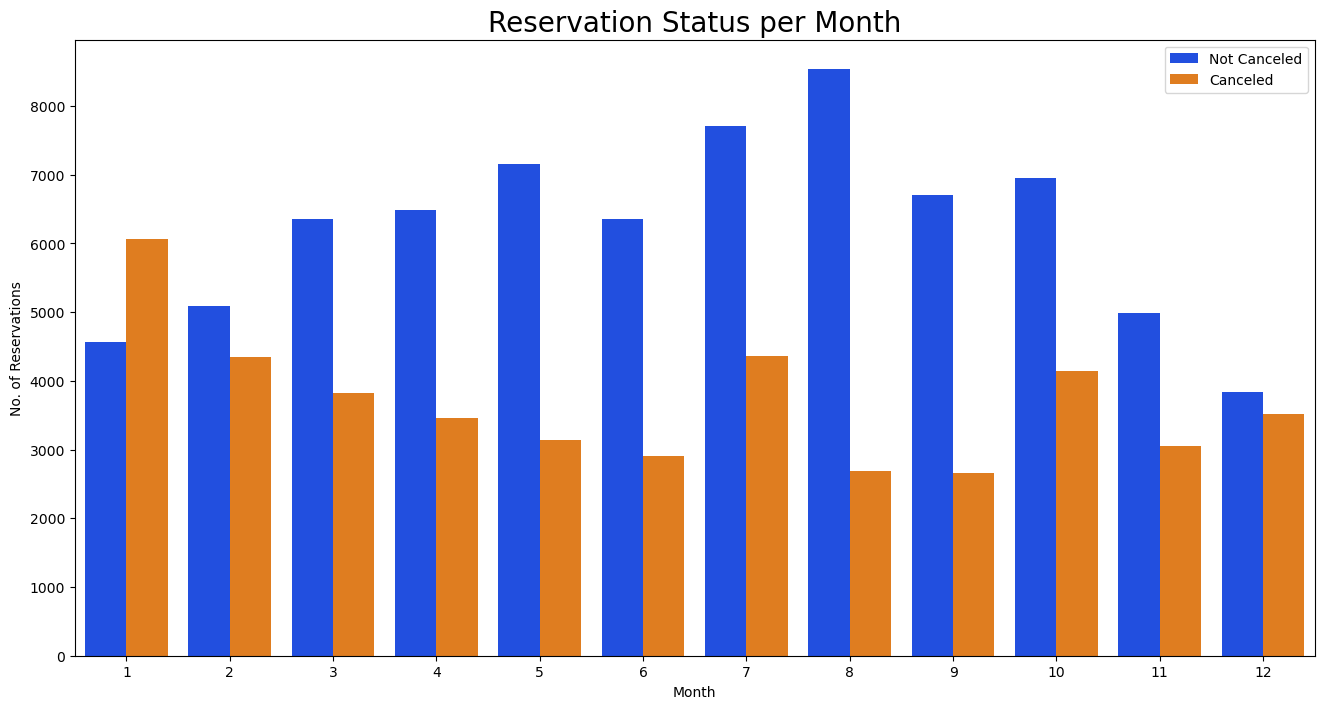 Reservation Status per Month
Not Canceled
Canceled
No. of Reservations
8000
7000
6000
5000
4000
3000
2000
1000
0
1 2 3 4 5 6 7 8 9 10 11 12
Month